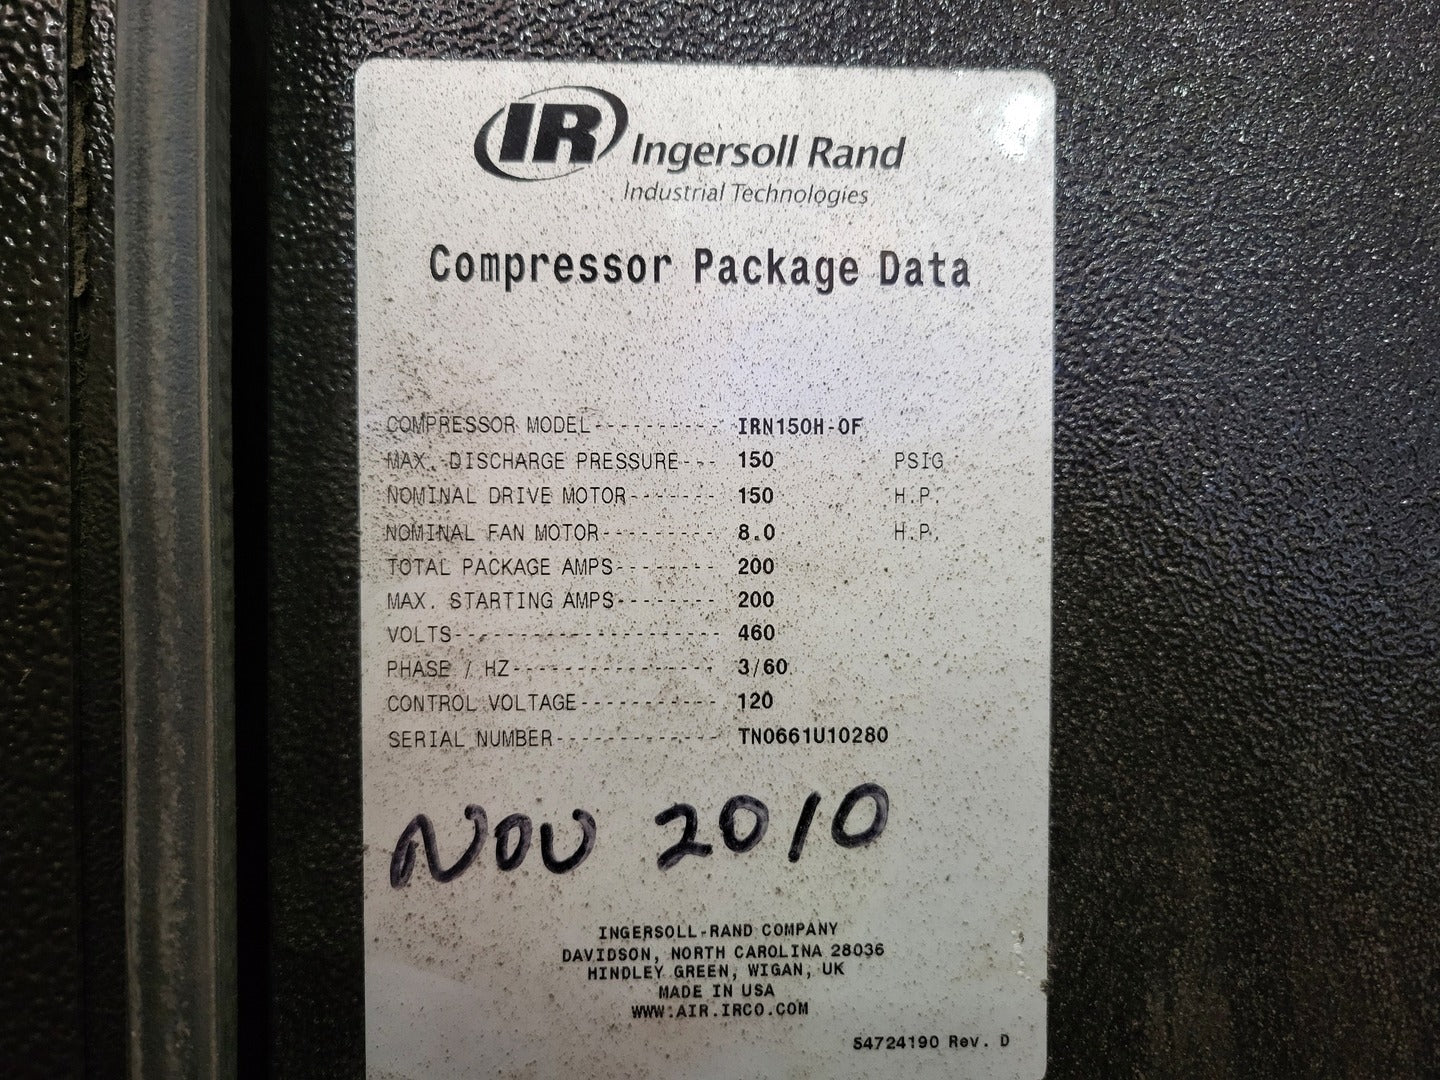 IR Ingersoll Rand
Industrial Technologies
Compressor Package Data
COMPRESSOR MODEL---------- IRN150H-OF
MAX. DISCHARGE PRESSURE--- 150 PSIG
NOMINAL DRIVE MOTOR------- 150 H.P.
NOMINAL FAN MOTOR--------- 8.0 H.P.
TOTAL PACKAGE AMPS-------- 200
MAX. STARTING AMPS-------- 200
VOLTS--------------------- 460
PHASE / HZ---------------- 3/60
CONTROL VOLTAGE----------- 120
SERIAL NUMBER------------- TN0661U10280
NOV 2010
INGERSOLL-RAND COMPANY
DAVIDSON, NORTH CAROLINA 28036
HINDLEY GREEN, WIGAN, UK
MADE IN USA
WWW.AIR.IRCO.COM
54724190 Rev. D